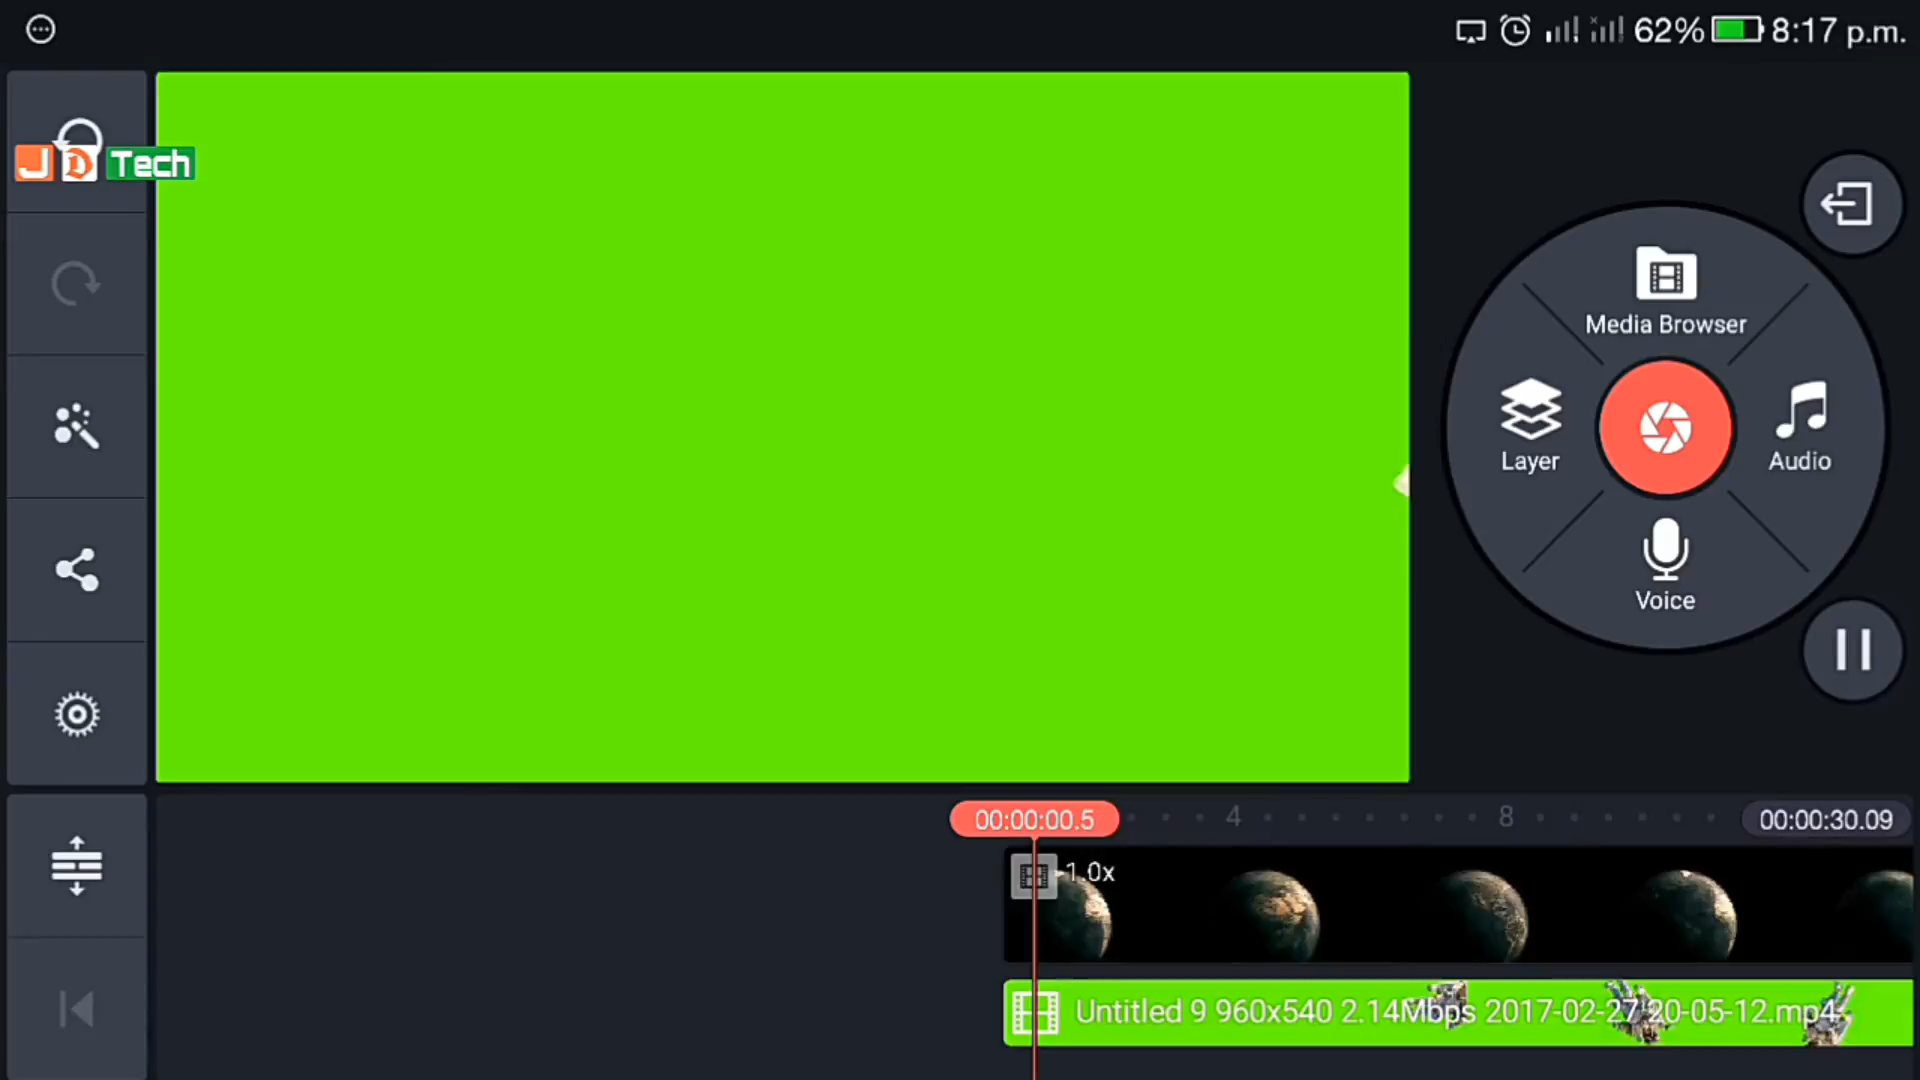 62% 8:17 p.m.
J D Tech
Media Browser
Layer
Audio
Voice
00:00:00.5 4 8 00:00:30.09
1.0x
Untitled 9 960x540 2.14Mbps 2017-02-27 20-05-12.mp4